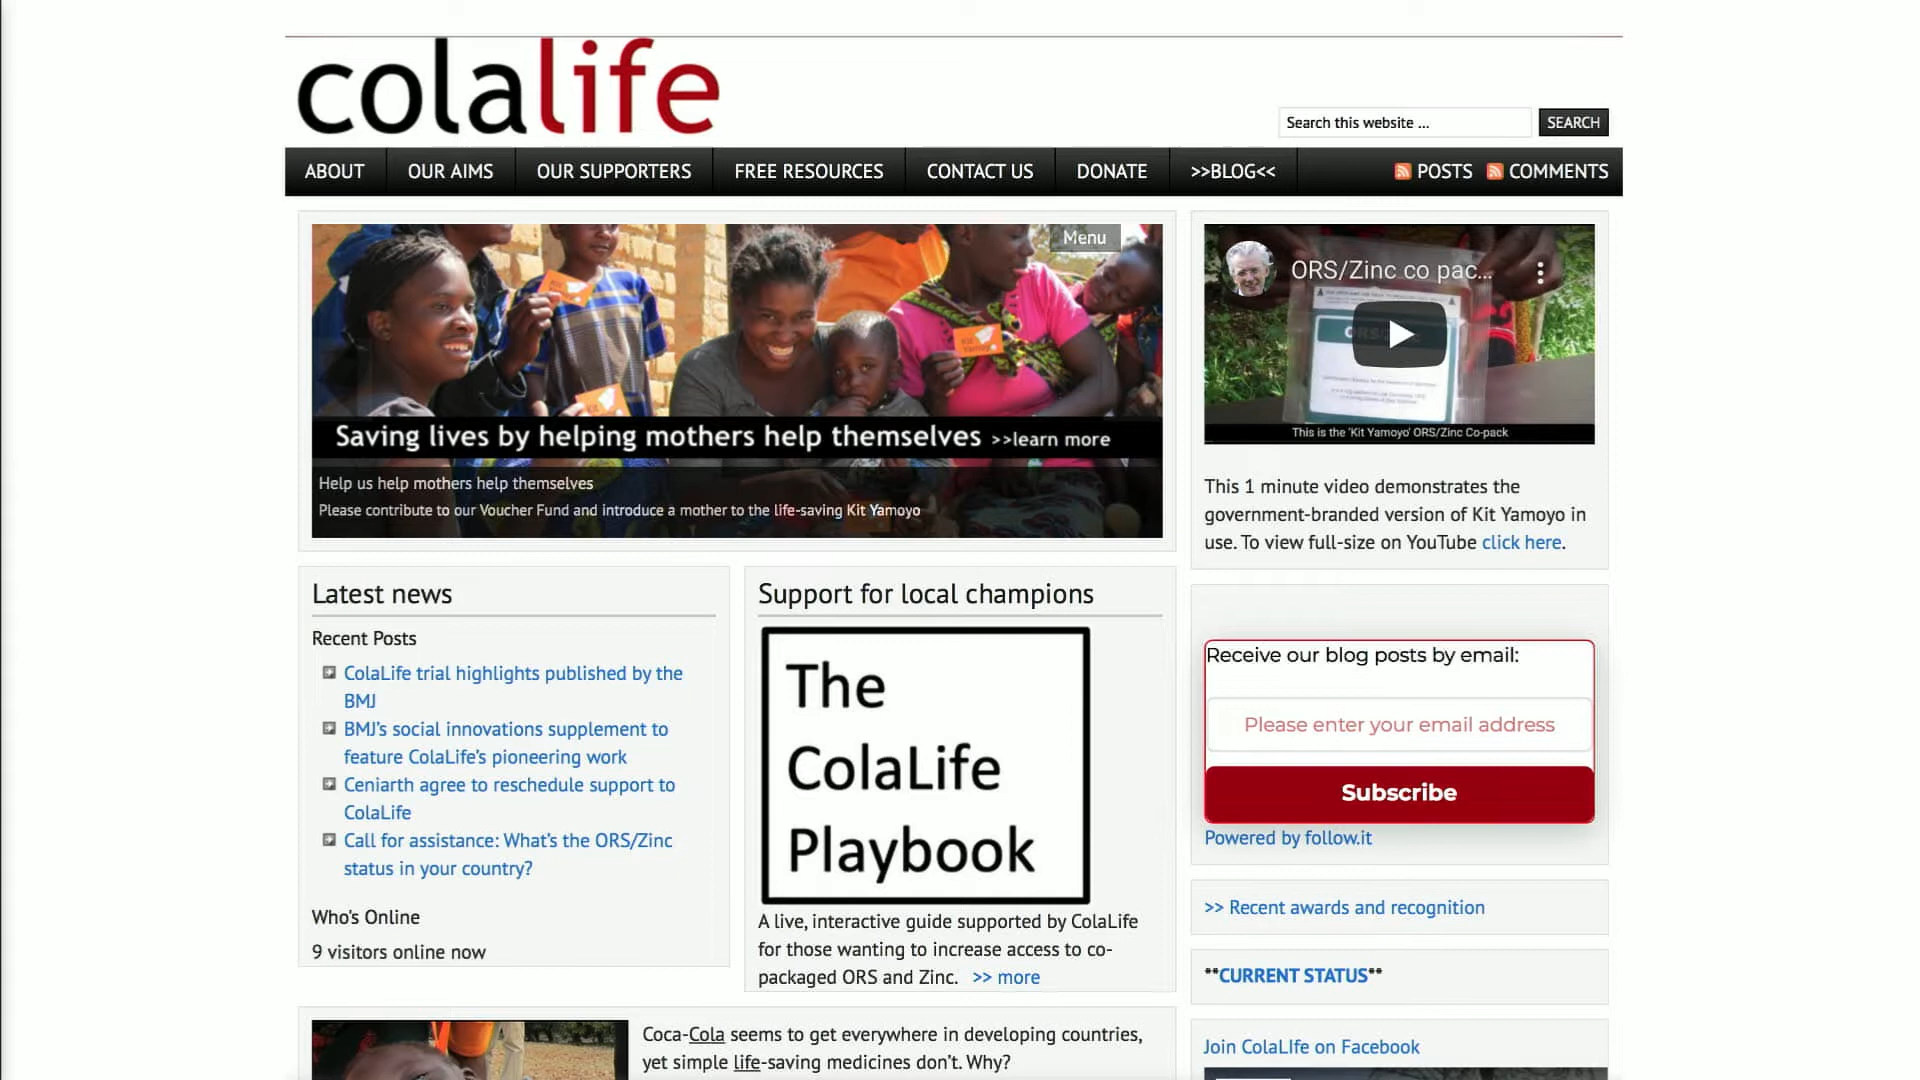 colalife
Search this website ...
SEARCH
ABOUT
OUR AIMS
OUR SUPPORTERS
FREE RESOURCES
CONTACT US
DONATE
>>BLOG<<
POSTS
COMMENTS
Menu
Kit
Yamoyo
Saving lives by helping mothers help themselves >>learn more
Help us help mothers help themselves
Please contribute to our Voucher Fund and introduce a mother to the life-saving Kit Yamoyo
ORS/Zinc co pac...
This is the 'Kit Yamoyo' ORS/Zinc Co-pack
This 1 minute video demonstrates the
government-branded version of Kit Yamoyo in
use. To view full-size on YouTube click here.
Latest news
Recent Posts
ColaLife trial highlights published by the
BMJ
BMJ’s social innovations supplement to
feature ColaLife’s pioneering work
Ceniarth agree to reschedule support to
ColaLife
Call for assistance: What’s the ORS/Zinc
status in your country?
Who's Online
9 visitors online now
Support for local champions
The
ColaLife
Playbook
A live, interactive guide supported by ColaLife
for those wanting to increase access to co-
packaged ORS and Zinc. >> more
Receive our blog posts by email:
Please enter your email address
Subscribe
Powered by follow.it
>> Recent awards and recognition
**CURRENT STATUS**
Join ColaLIfe on Facebook
Coca-Cola seems to get everywhere in developing countries,
yet simple life-saving medicines don’t. Why?